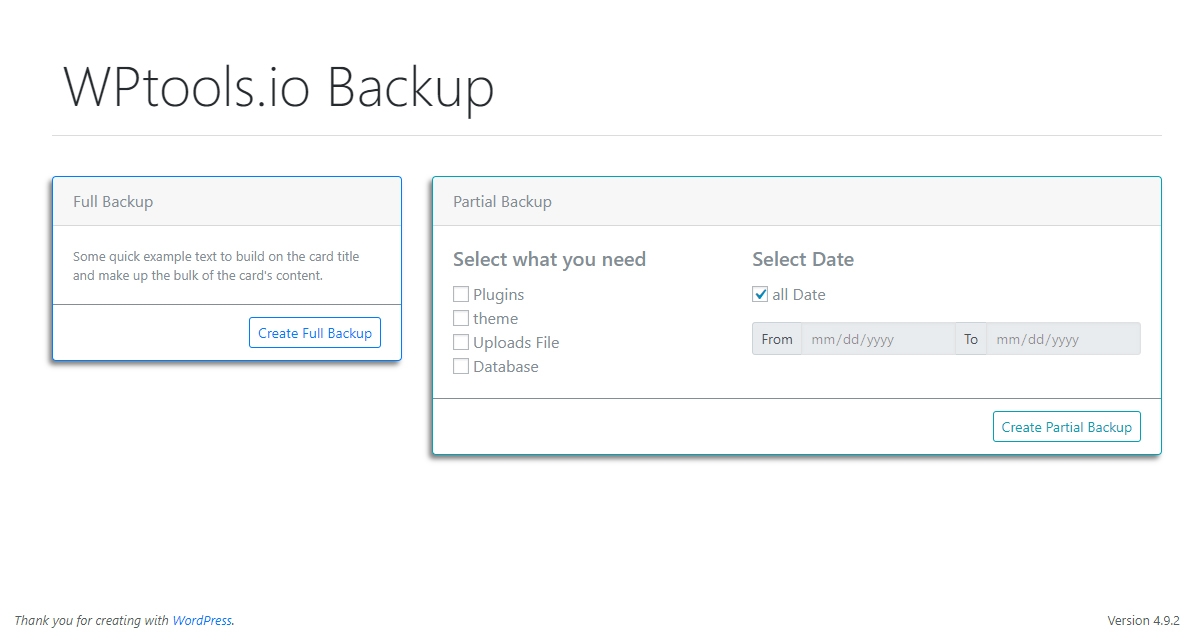 WPtools.io Backup
Full Backup
Some quick example text to build on the card title
and make up the bulk of the card's content.
Create Full Backup
Partial Backup
Select what you need
Plugins
theme
Uploads File
Database
Select Date
all Date
From mm/dd/yyyy To mm/dd/yyyy
Create Partial Backup
Thank you for creating with WordPress.
Version 4.9.2